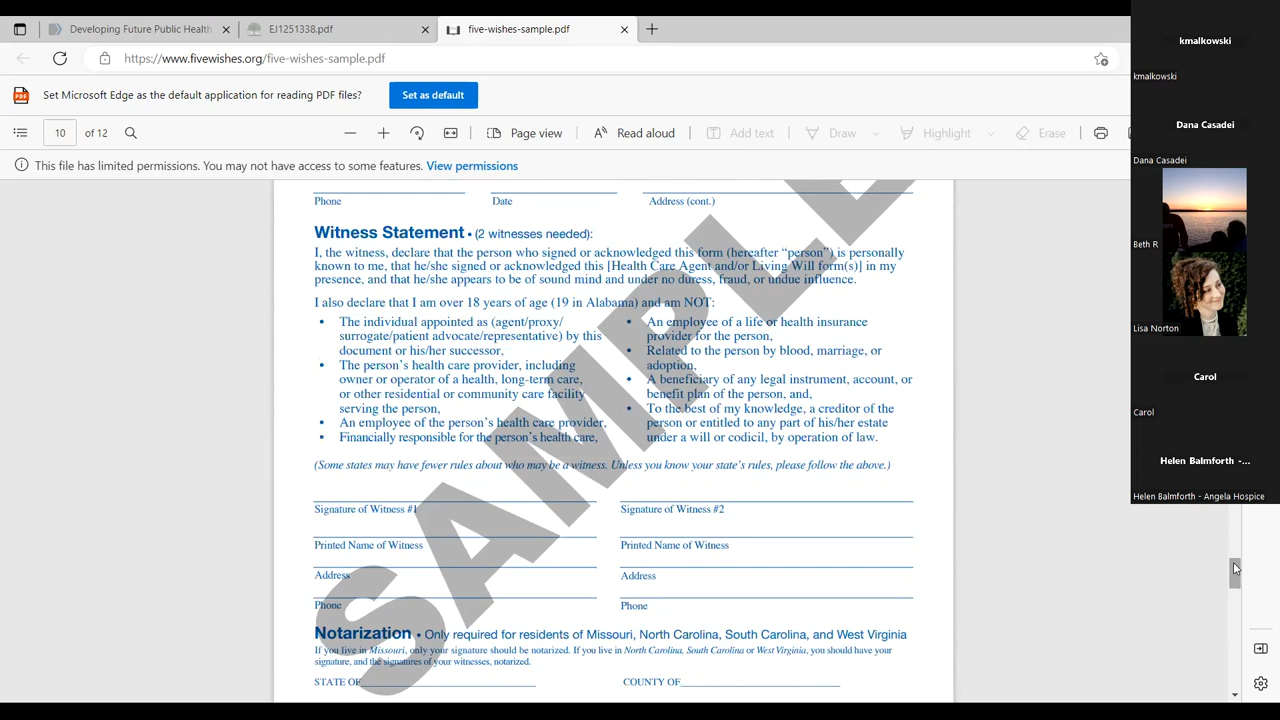 kmalkowski
Developing Future Public Health
EJ1251338.pdf
five-wishes-sample.pdf
kmalkowski
https://www.fivewishes.org/five-wishes-sample.pdf
Set Microsoft Edge as the default application for reading PDF files?
Set as default
10 of 12
Page view
Read aloud
Add text
Draw
Highlight
Erase
This file has limited permissions. You may not have access to some features. View permissions
Phone
Date
Address (cont.)
Witness Statement • (2 witnesses needed):
I, the witness, declare that the person who signed or acknowledged this form (hereafter “person”) is personally
known to me, that he/she signed or acknowledged this [Health Care Agent and/or Living Will form(s)] in my
presence, and that he/she appears to be of sound mind and under no duress, fraud, or undue influence.
I also declare that I am over 18 years of age (19 in Alabama) and am NOT:
• The individual appointed as (agent/proxy/
surrogate/patient advocate/representative) by this
document or his/her successor,
• The person’s health care provider, including
owner or operator of a health, long-term care,
or other residential or community care facility
serving the person,
• An employee of the person’s health care provider,
• Financially responsible for the person’s health care,
• An employee of a life or health insurance
provider for the person,
• Related to the person by blood, marriage, or
adoption,
• A beneficiary of any legal instrument, account, or
benefit plan of the person, and,
• To the best of my knowledge, a creditor of the
person or entitled to any part of his/her estate
under a will or codicil, by operation of law.
(Some states may have fewer rules about who may be a witness. Unless you know your state’s rules, please follow the above.)
Signature of Witness #1
Signature of Witness #2
Printed Name of Witness
Printed Name of Witness
Address
Address
Phone
Phone
Notarization • Only required for residents of Missouri, North Carolina, South Carolina, and West Virginia
If you live in Missouri, only your signature should be notarized. If you live in North Carolina, South Carolina or West Virginia, you should have your
signature, and the signatures of your witnesses, notarized.
STATE OF
COUNTY OF
SAMPLE
Dana Casadei
Dana Casadei
Beth R
Lisa Norton
Carol
Carol
Helen Balmforth -...
Helen Balmforth - Angela Hospice